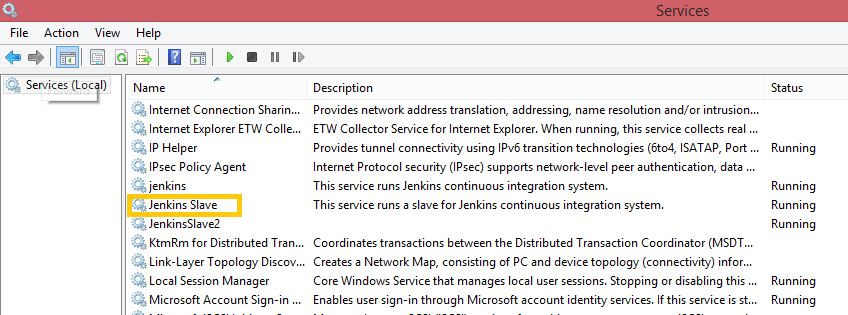 Services
File Action View Help
Services (Local)
Name Description Status
Internet Connection Sharin... Provides network address translation, addressing, name resolution and/or intrusion...
Internet Explorer ETW Colle... ETW Collector Service for Internet Explorer. When running, this service collects real ...
IP Helper Provides tunnel connectivity using IPv6 transition technologies (6to4, ISATAP, Port ... Running
IPsec Policy Agent Internet Protocol security (IPsec) supports network-level peer authentication, data ...
jenkins This service runs Jenkins continuous integration system. Running
Jenkins Slave This service runs a slave for Jenkins continuous integration system. Running
JenkinsSlave2 Running
KtmRm for Distributed Tran... Coordinates transactions between the Distributed Transaction Coordinator (MSDT...
Link-Layer Topology Discov... Creates a Network Map, consisting of PC and device topology (connectivity) infor...
Local Session Manager Core Windows Service that manages local user sessions. Stopping or disabling this ... Running
Microsoft Account Sign-in ... Enables user sign-in through Microsoft account identity services. If this service is st... Running